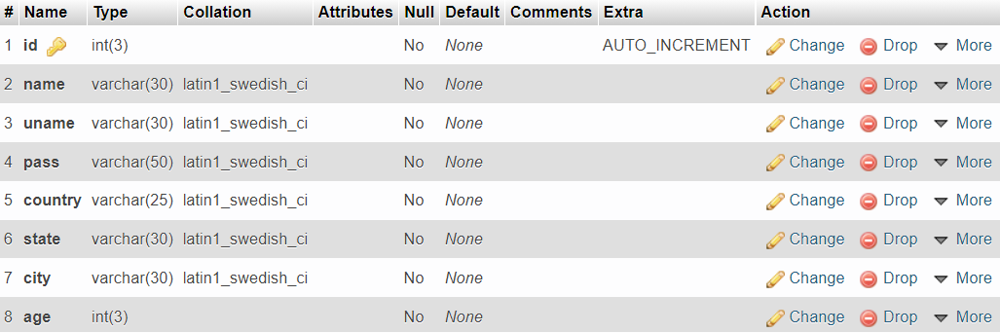 # Name Type Collation Attributes Null Default Comments Extra Action
1 id int(3) No None AUTO_INCREMENT Change Drop More
2 name varchar(30) latin1_swedish_ci No None Change Drop More
3 uname varchar(30) latin1_swedish_ci No None Change Drop More
4 pass varchar(50) latin1_swedish_ci No None Change Drop More
5 country varchar(25) latin1_swedish_ci No None Change Drop More
6 state varchar(30) latin1_swedish_ci No None Change Drop More
7 city varchar(30) latin1_swedish_ci No None Change Drop More
8 age int(3) No None Change Drop More